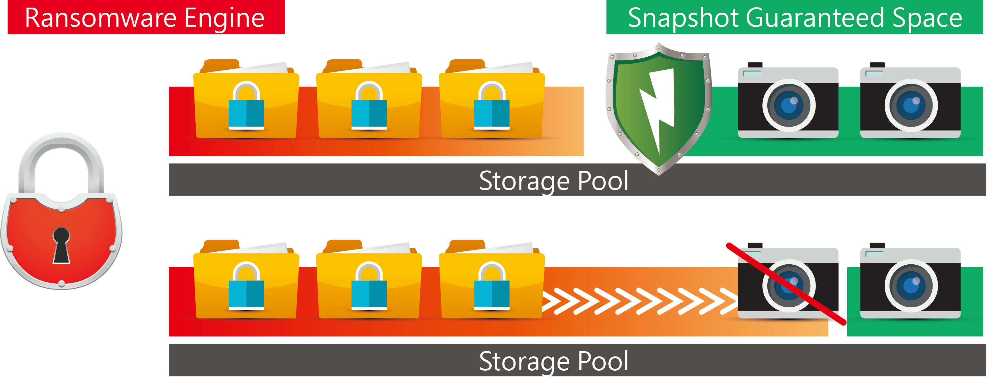 Ransomware Engine
Snapshot Guaranteed Space
Storage Pool
Storage Pool